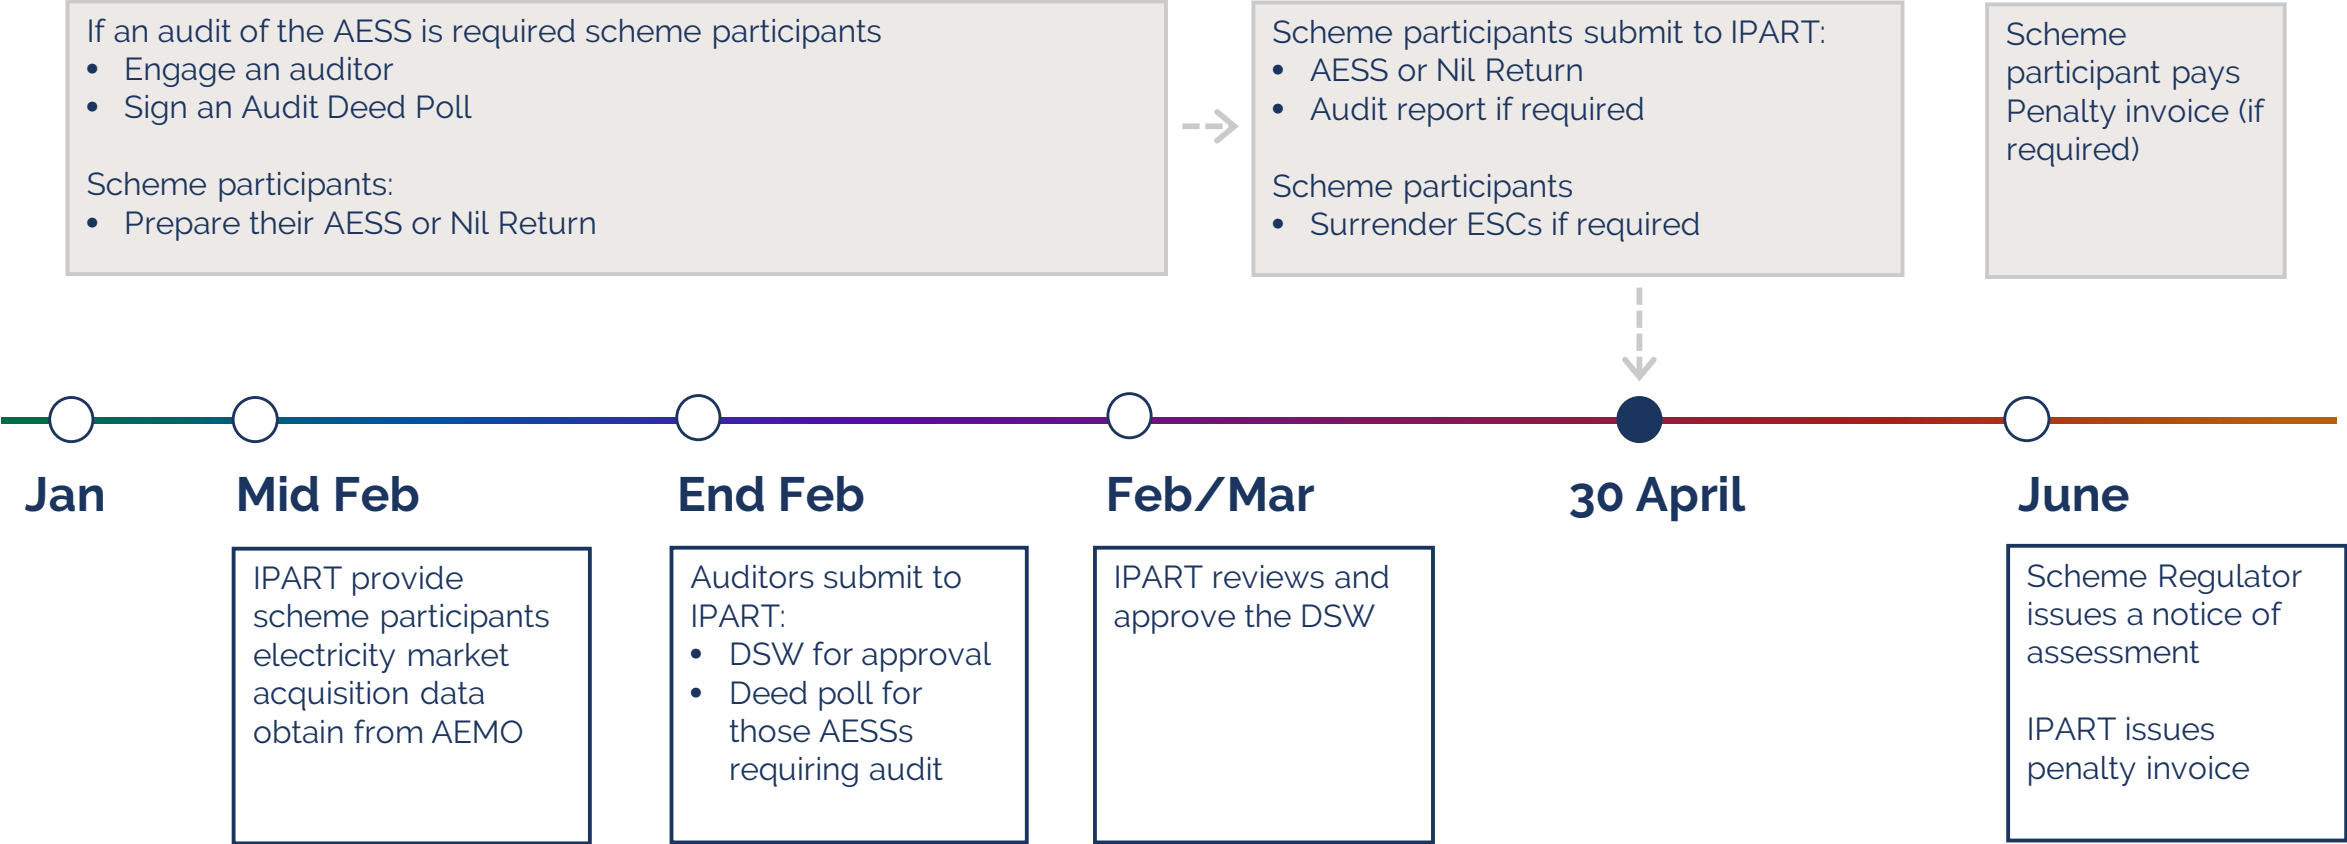 If an audit of the AESS is required scheme participants
• Engage an auditor
• Sign an Audit Deed Poll
Scheme participants:
• Prepare their AESS or Nil Return
Scheme participants submit to IPART:
• AESS or Nil Return
• Audit report if required
Scheme participants
• Surrender ESCs if required
Scheme
participant pays
Penalty invoice (if
required)
Jan
Mid Feb
End Feb
Feb/Mar
30 April
June
IPART provide
scheme participants
electricity market
acquisition data
obtain from AEMO
Auditors submit to
IPART:
• DSW for approval
• Deed poll for
those AESSs
requiring audit
IPART reviews and
approve the DSW
Scheme Regulator
issues a notice of
assessment
IPART issues
penalty invoice